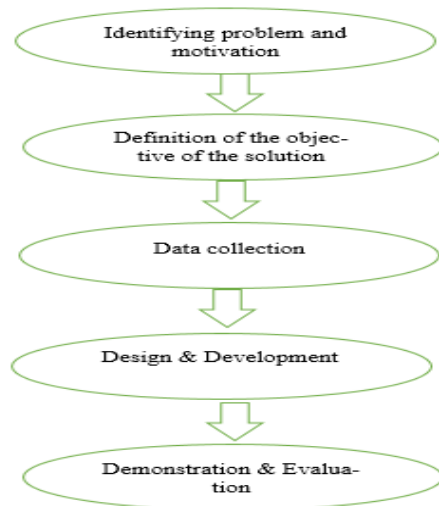 Identifying problem and
motivation
Definition of the objec-
tive of the solution
Data collection
Design & Development
Demonstration & Evalua-
tion